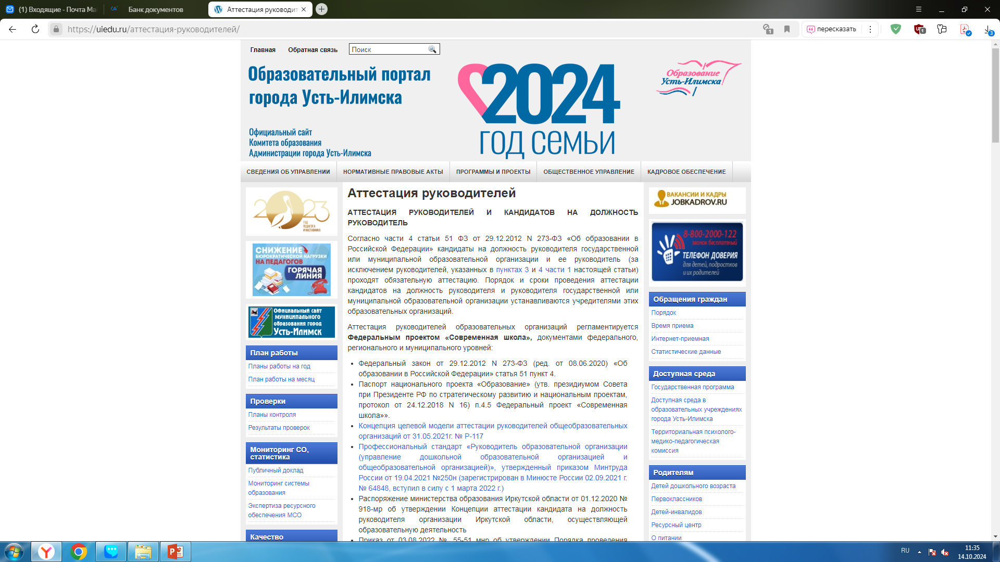 (1) Входящие - Почта Ma
Банк документов
Аттестация руководит
https://uiedu.ru/аттестация-руководителей/
1
пересказать
1
3
Главная
Обратная связь
Поиск
Образовательный портал
города Усть-Илимска
Официальный сайт
Комитета образования
Администрации города Усть-Илимска
2024
ГОД СЕМЬИ
Образование
Усть-Илимска
СВЕДЕНИЯ ОБ УПРАВЛЕНИИ
НОРМАТИВНЫЕ ПРАВОВЫЕ АКТЫ
ПРОГРАММЫ И ПРОЕКТЫ
ОБЩЕСТВЕННОЕ УПРАВЛЕНИЕ
КАДРОВОЕ ОБЕСПЕЧЕНИЕ
2023
ГОД
ПЕДАГОГА
И НАСТАВНИКА
СНИЖЕНИЕ
БЮРОКРАТИЧЕСКОЙ НАГРУЗКИ
НА ПЕДАГОГОВ
ГОРЯЧАЯ
ЛИНИЯ
Официальный сайт
муниципального
образования город
Усть-Илимск
План работы
Планы работы на год
План работы на месяц
Проверки
Планы контроля
Результаты проверок
Мониторинг СО,
статистика
Публичный доклад
Мониторинг системы
образования
Экспертиза ресурсного
обеспечения МСО
Качество
Аттестация руководителей
АТТЕСТАЦИЯ РУКОВОДИТЕЛЕЙ И КАНДИДАТОВ НА ДОЛЖНОСТЬ
РУКОВОДИТЕЛЬ
Согласно части 4 статьи 51 ФЗ от 29.12.2012 N 273-ФЗ «Об образовании в
Российской Федерации» кандидаты на должность руководителя государственной
или муниципальной образовательной организации и ее руководитель (за
исключением руководителей, указанных в пунктах 3 и 4 части 1 настоящей статьи)
проходят обязательную аттестацию. Порядок и сроки проведения аттестации
кандидатов на должность руководителя и руководителя государственной или
муниципальной образовательной организации устанавливаются учредителями этих
образовательных организаций.
Аттестация руководителей образовательных организаций регламентируется
Федеральным проектом «Современная школа», документами федерального,
регионального и муниципального уровней:
• Федеральный закон от 29.12.2012 N 273-ФЗ (ред. от 08.06.2020) «Об
образовании в Российской Федерации» статья 51 пункт 4.
• Паспорт национального проекта «Образование» (утв. президиумом Совета
при Президенте РФ по стратегическому развитию и национальным проектам,
протокол от 24.12.2018 N 16) п.4.5 Федеральный проект «Современная
школа»».
• Концепция целевой модели аттестации руководителей общеобразовательных
организаций от 31.05.2021г. № Р-117
• Профессиональный стандарт «Руководитель образовательной организации
(управление дошкольной образовательной организацией и
общеобразовательной организацией)», утвержденный приказом Минтруда
России от 19.04.2021 №250н (зарегистрирован в Минюсте России 02.09.2021 г.
№ 64848, вступил в силу с 1 марта 2022 г.)
• Распоряжение министерства образования Иркутской области от 01.12.2020 №
918-мр об утверждении Концепции аттестации кандидата на должность
руководителя организации Иркутской области, осуществляющей
образовательную деятельность
• Приказ от 03.08.2022 № 55-51 мнр об утверждении Порядка проведения
ВАКАНСИИ И КАДРЫ
JOBKADROV.RU
8-800-2000-122
звонок бесплатный
ТЕЛЕФОН ДОВЕРИЯ
для детей, подростков
и их родителей
Обращения граждан
Порядок
Время приема
Интернет-приемная
Статистические данные
Доступная среда
Государственная программа
Доступная среда в
образовательных учреждениях
города Усть-Илимска
Территориальная психолого-
медико-педагогическая
комиссия
Родителям
Детей дошкольного возраста
Первоклассников
Детей-инвалидов
Ресурсный центр
О питании
RU
11:35
14.10.2024